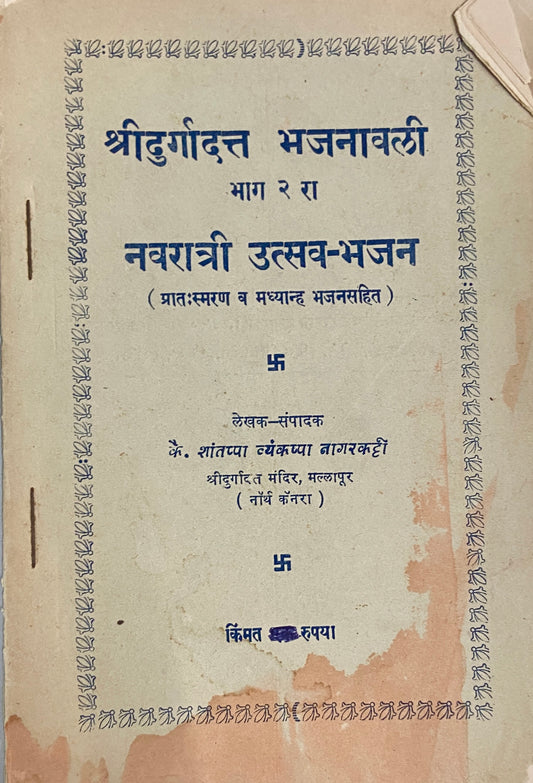 श्रीदुर्गादत्त भजनावली
भाग २ रा
नवरात्री उत्सव-भजन
( प्रातःस्मरण व मध्यान्ह भजनसहित )
卐
लेखक–संपादक
कै. शांतप्पा व्यंकप्पा नागरकट्टी
श्रीदुर्गादत्त मंदिर, मल्लापूर
( नॉर्थ कॅनरा )
卐
किंमत रुपया